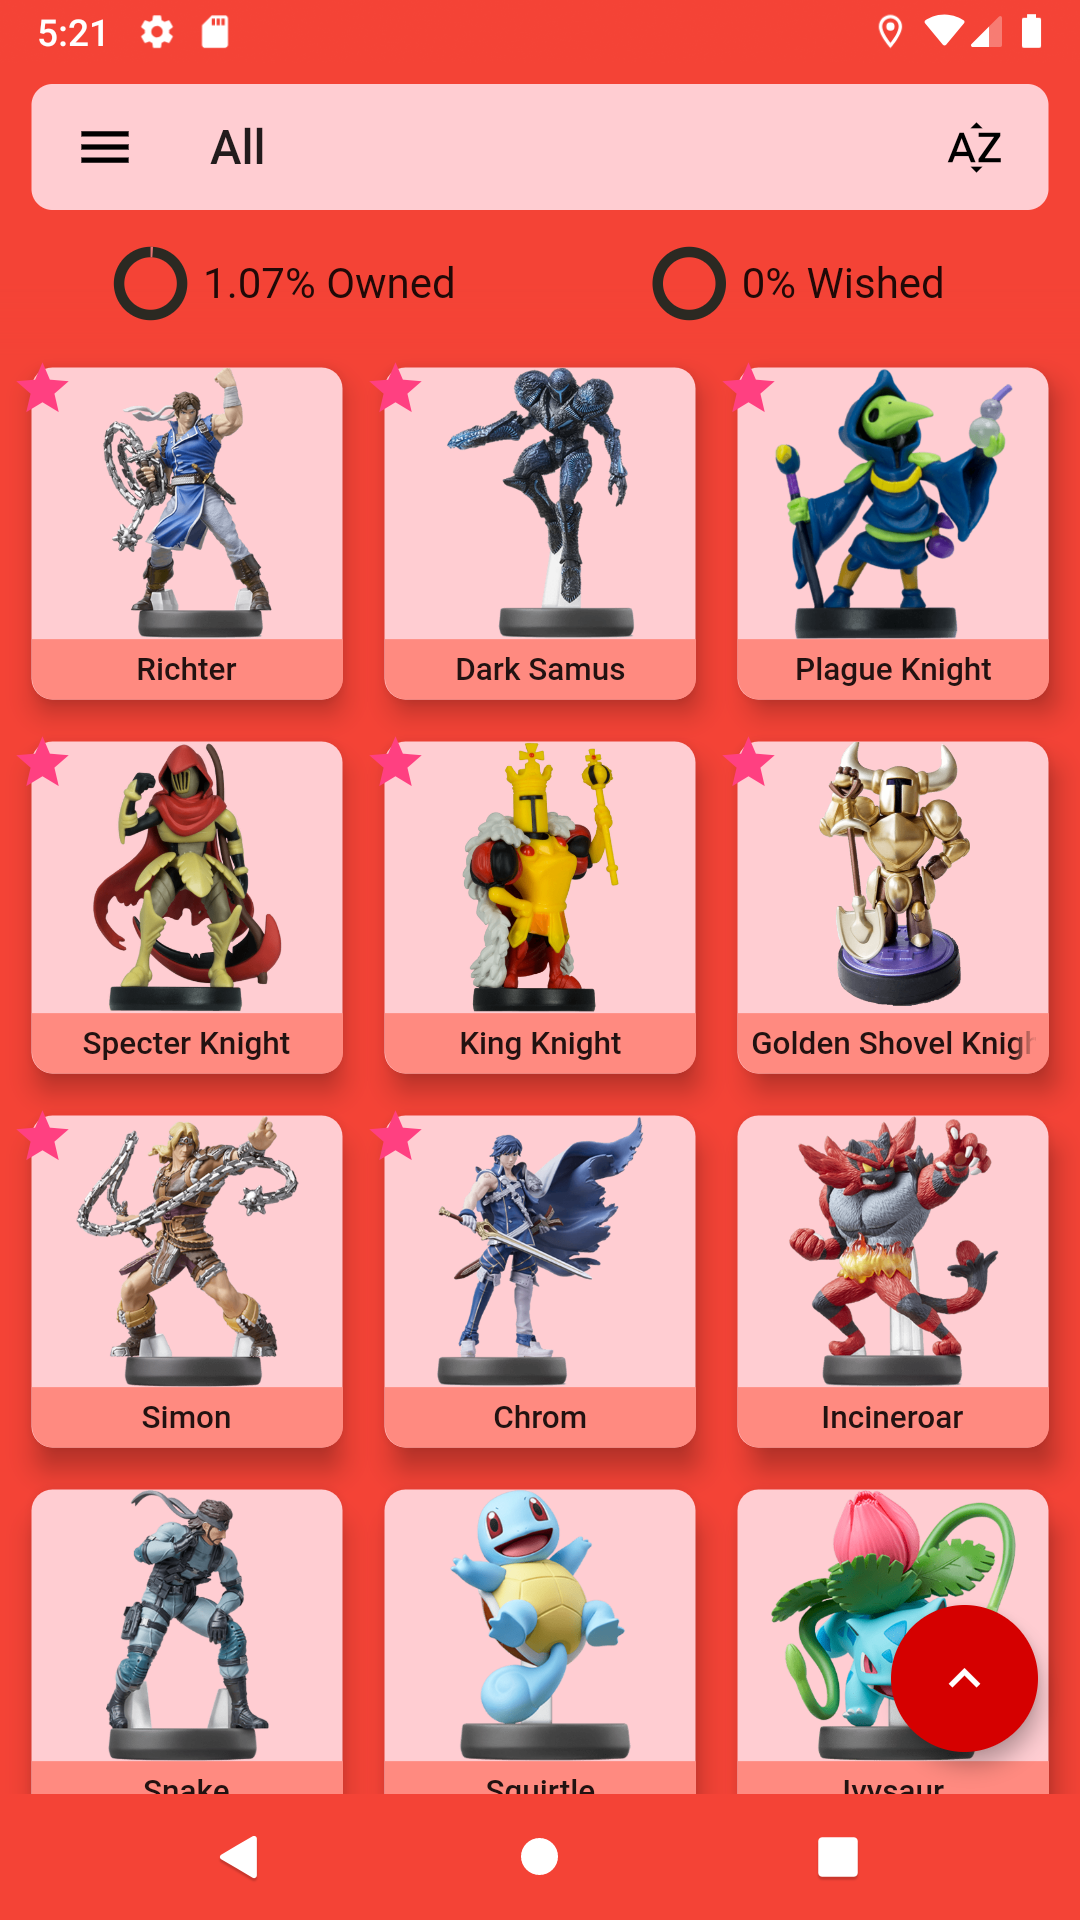 5:21
All
AZ
1.07% Owned
0% Wished
Richter
Dark Samus
Plague Knight
Specter Knight
King Knight
Golden Shovel Knigh
Simon
Chrom
Incineroar
Snake
Squirtle
Ivysaur